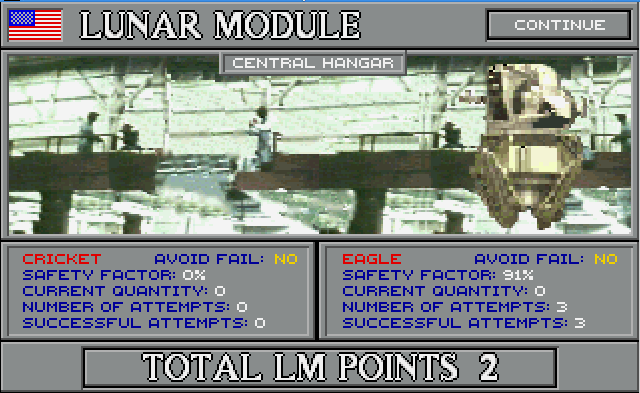 LUNAR MODULE
CONTINUE
CENTRAL HANGAR
CRICKET AVOID FAIL: NO
SAFETY FACTOR: 0%
CURRENT QUANTITY: 0
NUMBER OF ATTEMPTS: 0
SUCCESSFUL ATTEMPTS: 0
EAGLE AVOID FAIL: NO
SAFETY FACTOR: 91%
CURRENT QUANTITY: 0
NUMBER OF ATTEMPTS: 3
SUCCESSFUL ATTEMPTS: 3
TOTAL LM POINTS 2